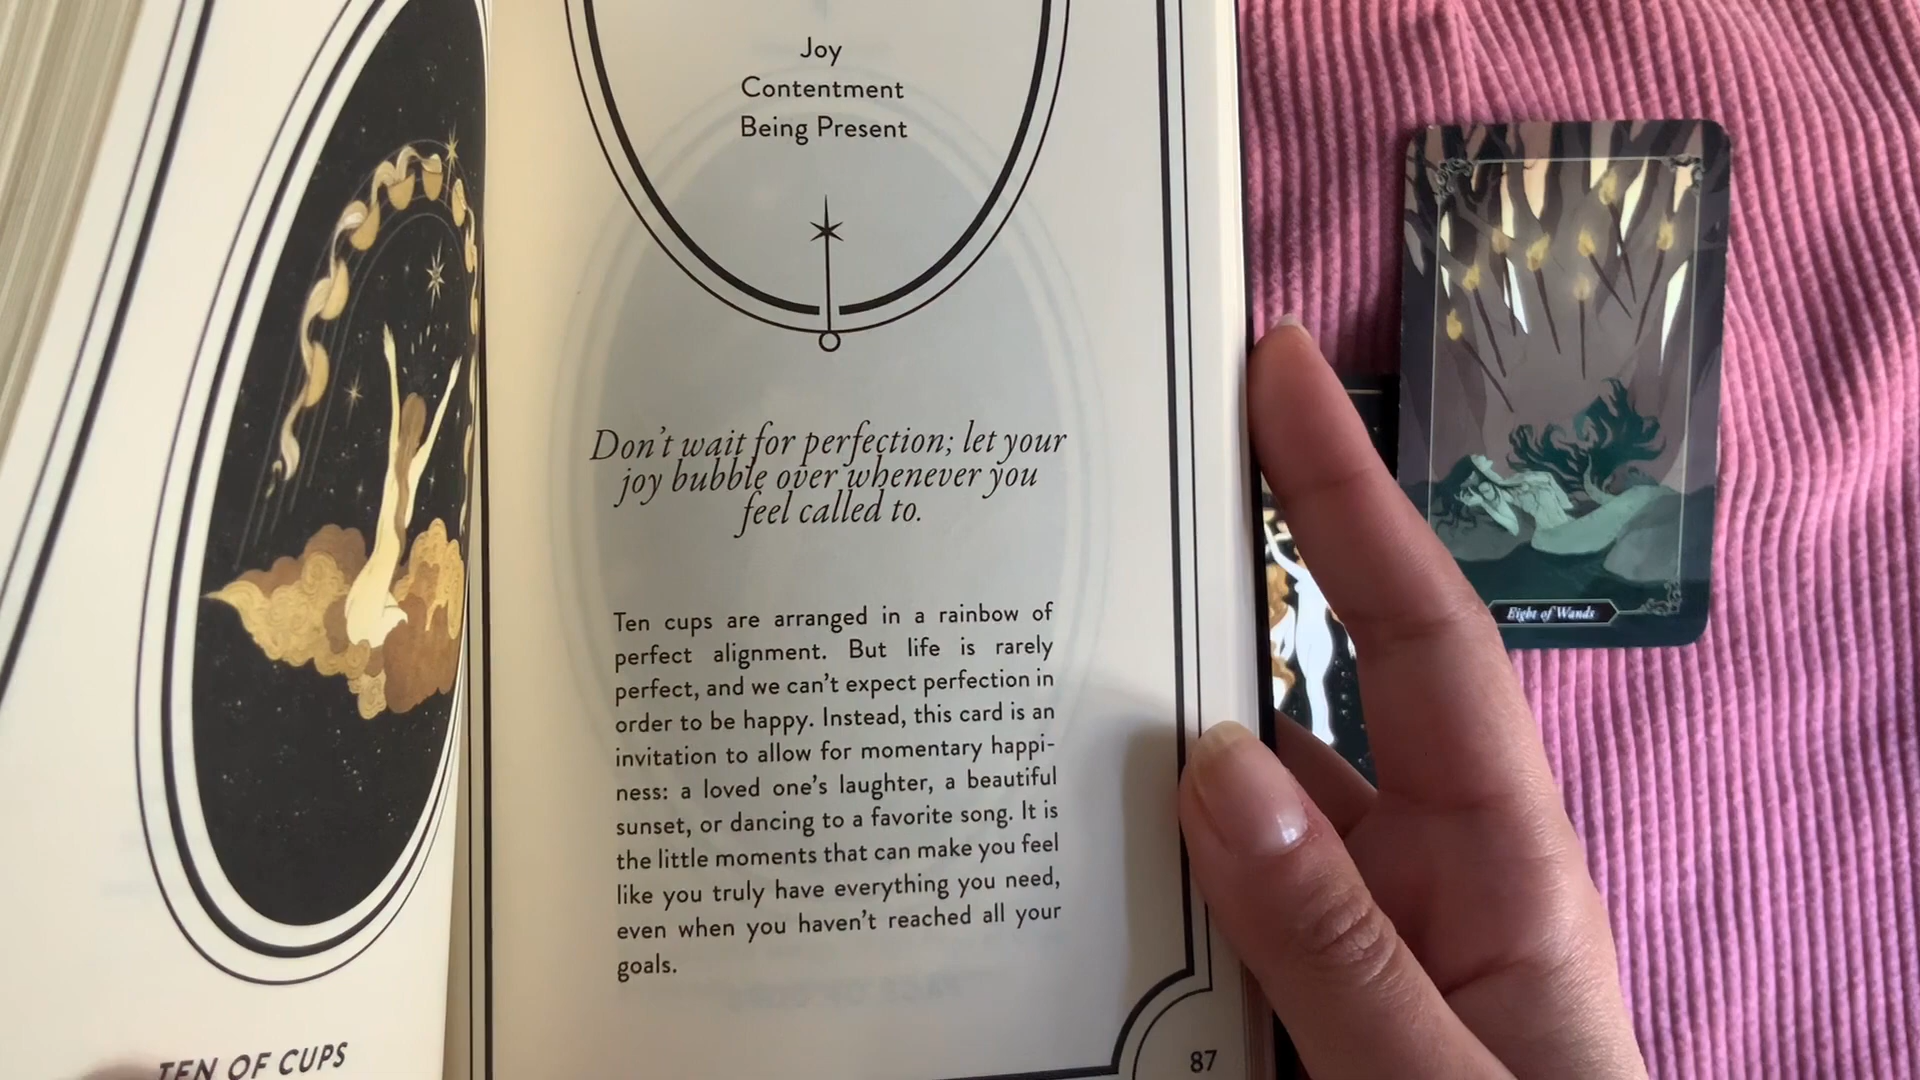 TEN OF CUPS
Joy
Contentment
Being Present
Don't wait for perfection; let your
joy bubble over whenever you
feel called to.
Ten cups are arranged in a rainbow of
perfect alignment. But life is rarely
perfect, and we can't expect perfection in
order to be happy. Instead, this card is an
invitation to allow for momentary happi-
ness: a loved one's laughter, a beautiful
sunset, or dancing to a favorite song. It is
the little moments that can make you feel
like you truly have everything you need,
even when you haven't reached all your
goals.
87
Eight of Wands